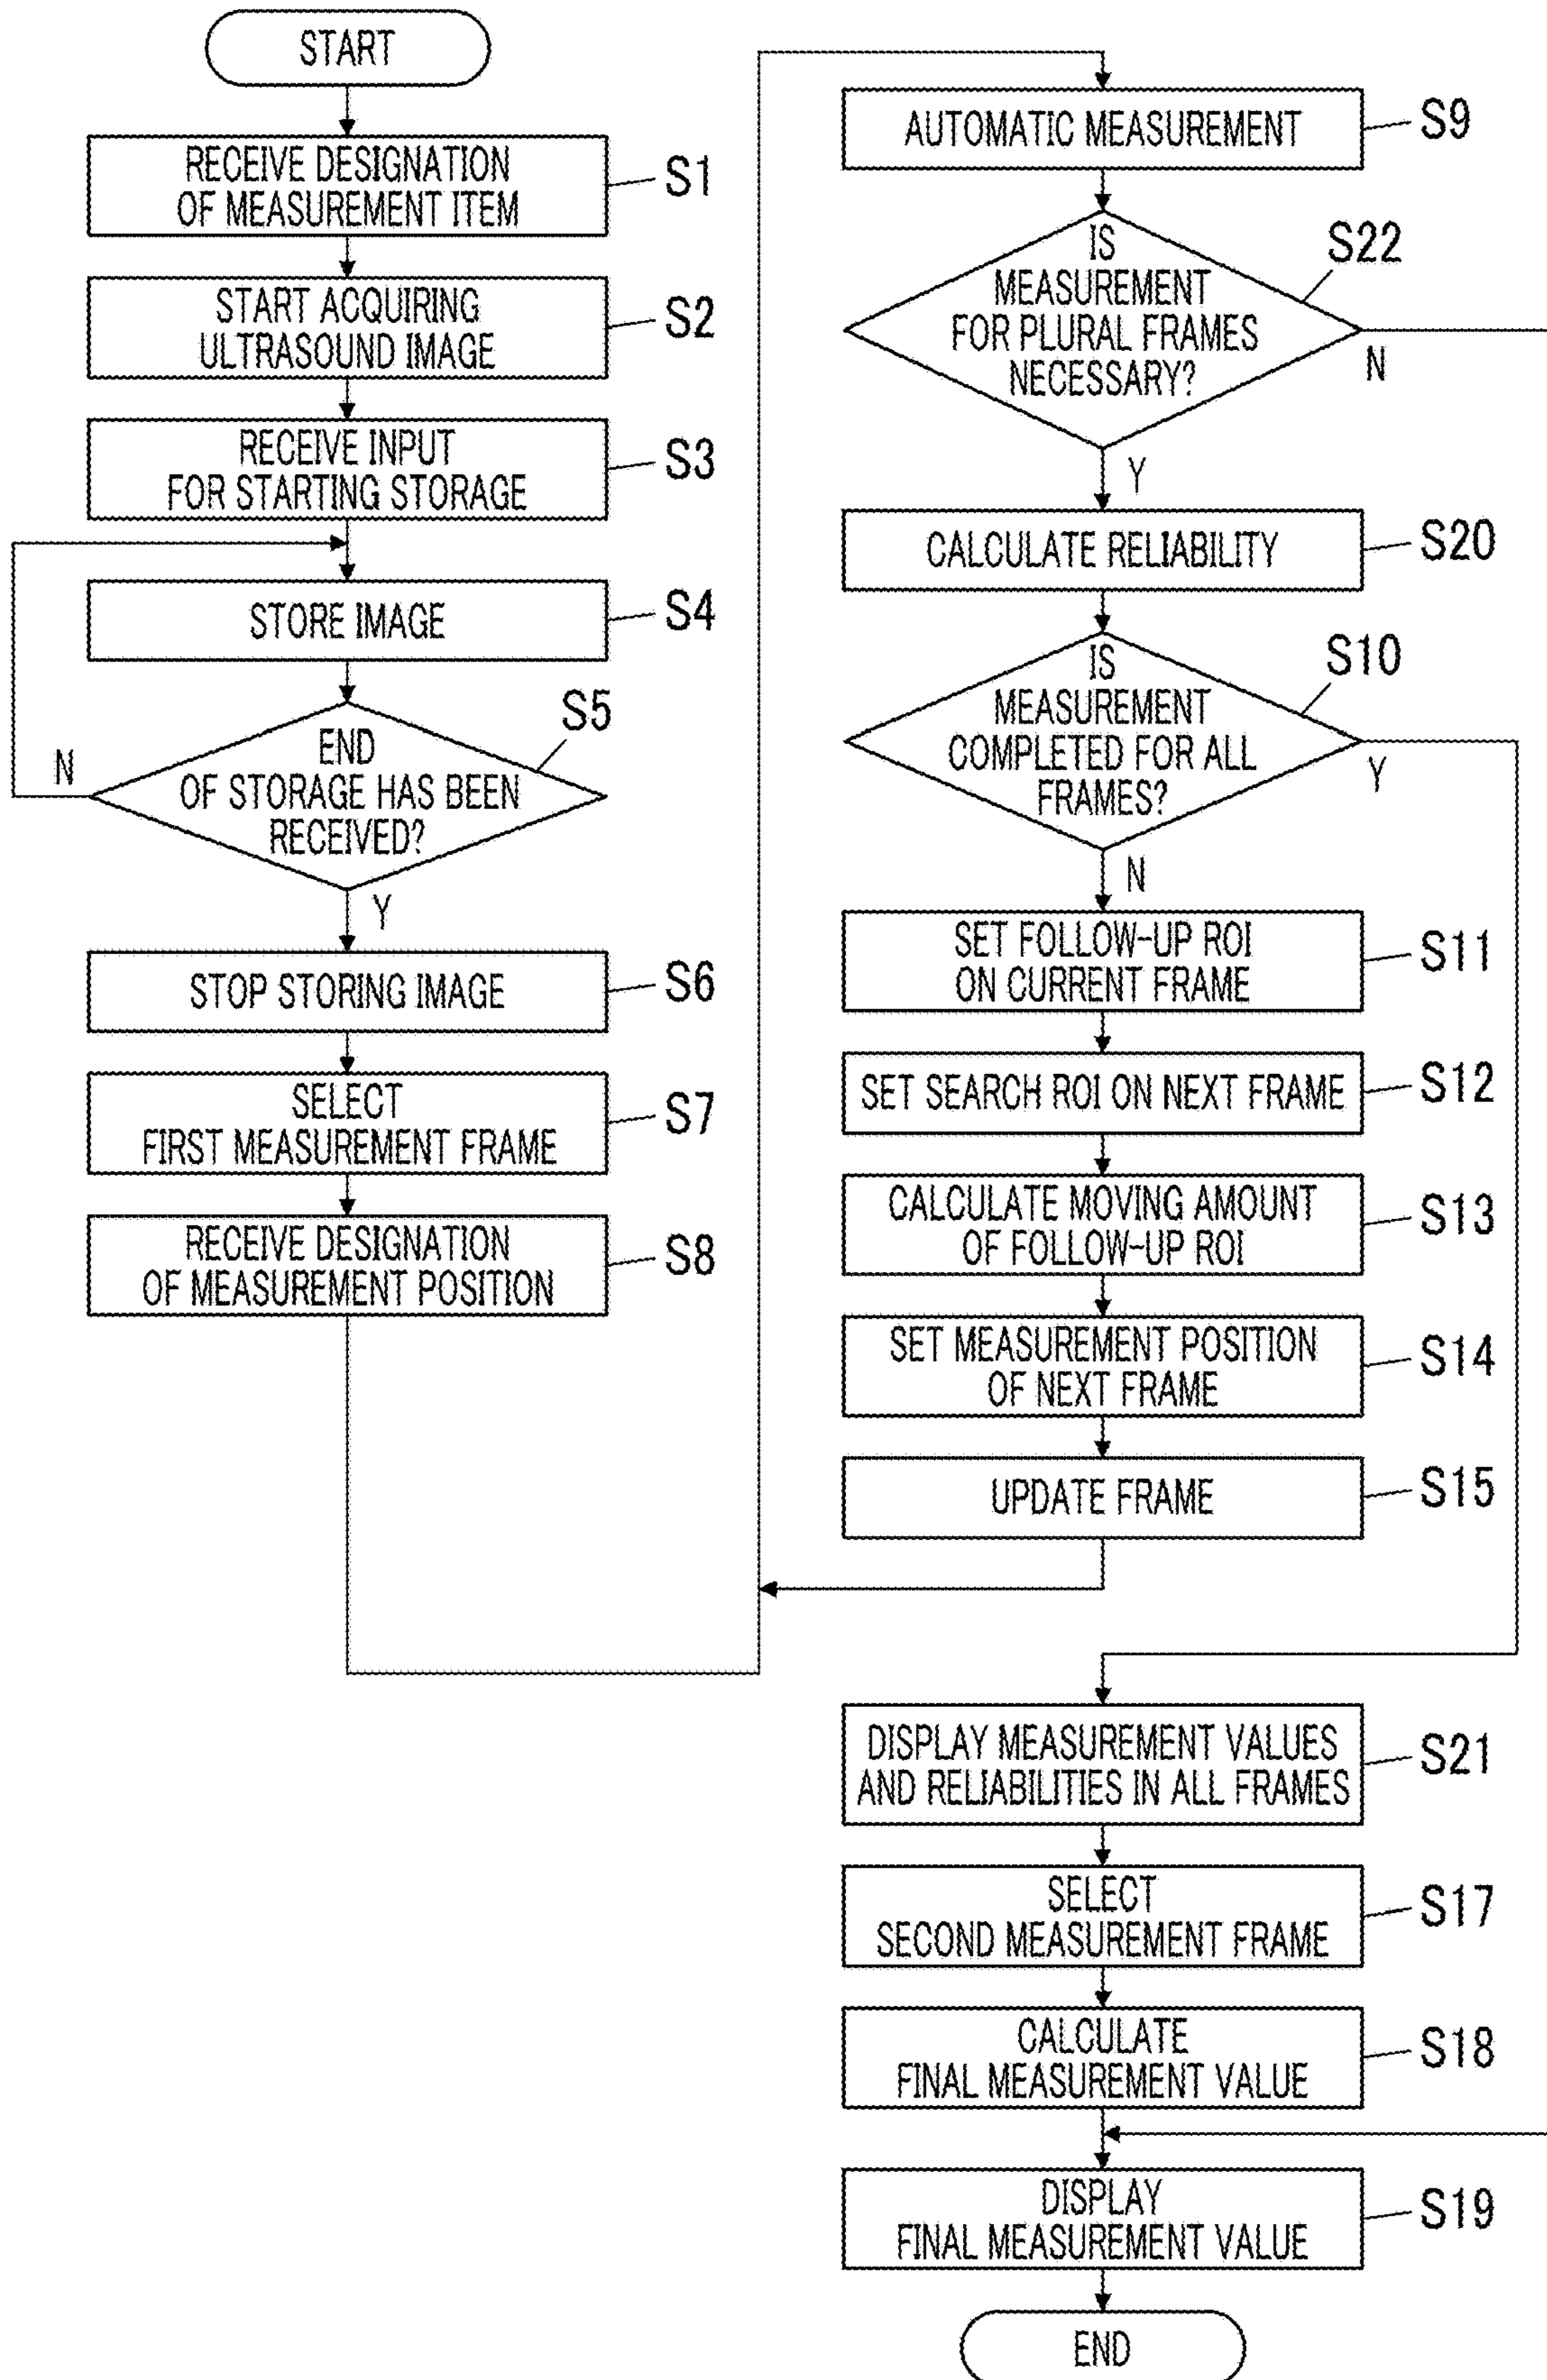 START
RECEIVE DESIGNATION
OF MEASUREMENT ITEM
S1
START ACQUIRING
ULTRASOUND IMAGE
S2
RECEIVE INPUT
FOR STARTING STORAGE
S3
STORE IMAGE
S4
END
OF STORAGE HAS BEEN
RECEIVED?
S5
N
Y
STOP STORING IMAGE
S6
SELECT
FIRST MEASUREMENT FRAME
S7
RECEIVE DESIGNATION
OF MEASUREMENT POSITION
S8
AUTOMATIC MEASUREMENT
S9
IS
MEASUREMENT
FOR PLURAL FRAMES
NECESSARY?
S22
N
Y
CALCULATE RELIABILITY
S20
IS
MEASUREMENT
COMPLETED FOR ALL
FRAMES?
S10
Y
N
SET FOLLOW-UP ROI
ON CURRENT FRAME
S11
SET SEARCH ROI ON NEXT FRAME
S12
CALCULATE MOVING AMOUNT
OF FOLLOW-UP ROI
S13
SET MEASUREMENT POSITION
OF NEXT FRAME
S14
UPDATE FRAME
S15
DISPLAY MEASUREMENT VALUES
AND RELIABILITIES IN ALL FRAMES
S21
SELECT
SECOND MEASUREMENT FRAME
S17
CALCULATE
FINAL MEASUREMENT VALUE
S18
DISPLAY
FINAL MEASUREMENT VALUE
S19
END